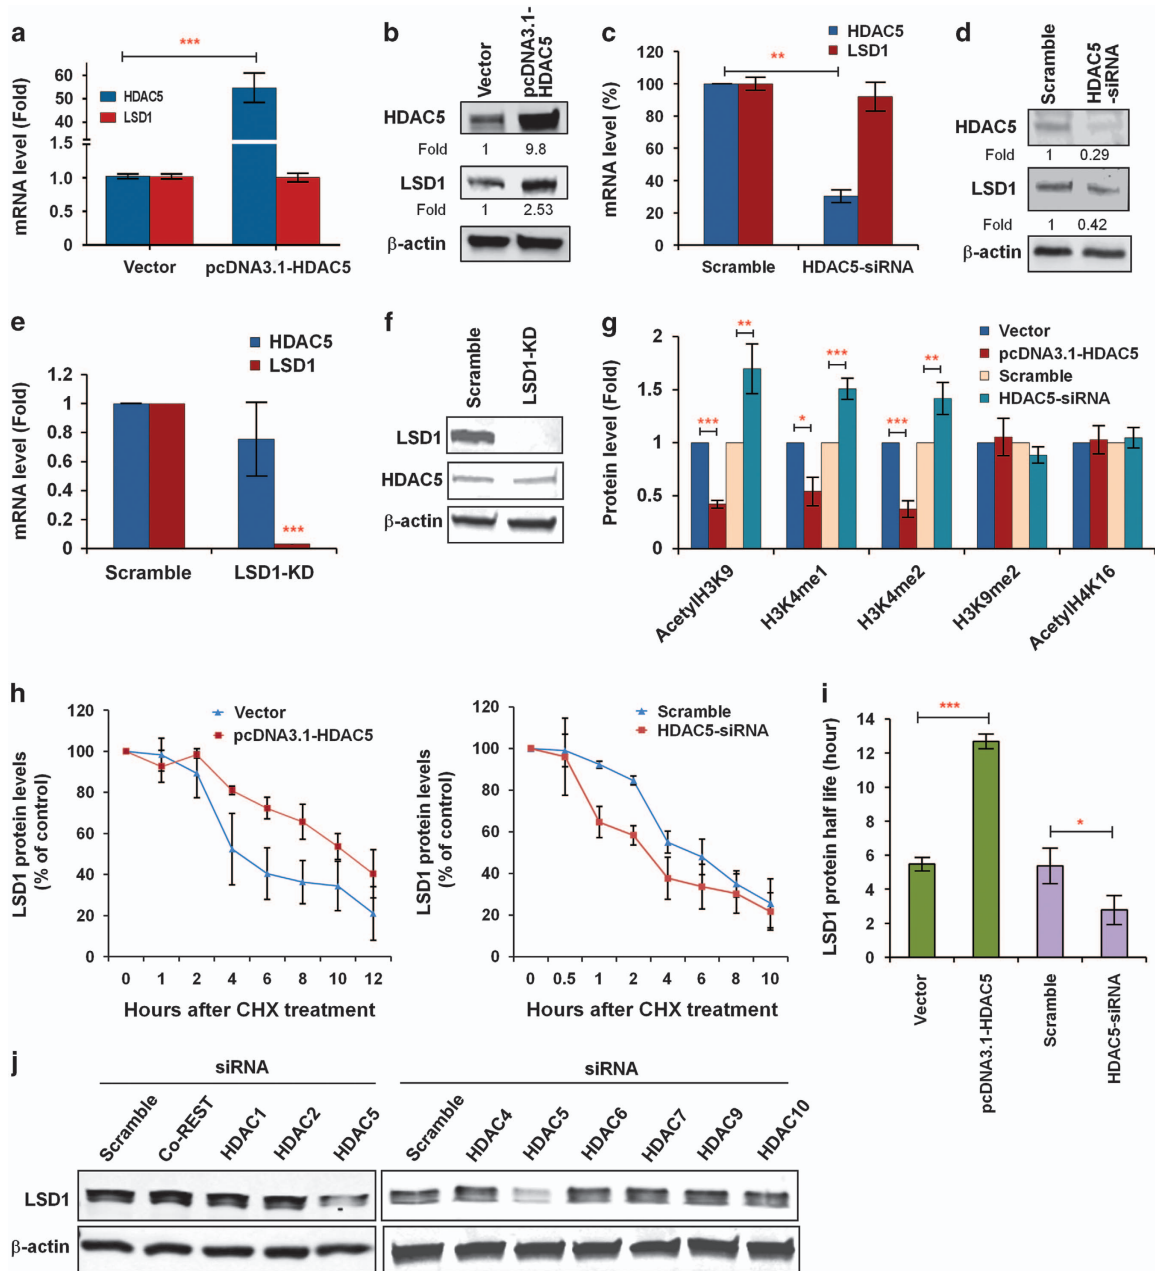 a
***
mRNA level (Fold)
60
50
40
1.5
1.0
0.5
0
HDAC5
LSD1
Vector
pcDNA3.1-HDAC5
b
Vector
pcDNA3.1-
HDAC5
HDAC5
Fold 1 9.8
LSD1
Fold 1 2.53
β-actin
c
HDAC5
LSD1
**
mRNA level (%)
120
100
80
60
40
20
0
Scramble
HDAC5-siRNA
d
Scramble
HDAC5
-siRNA
HDAC5
Fold 1 0.29
LSD1
Fold 1 0.42
β-actin
e
HDAC5
LSD1
mRNA level (Fold)
1.2
1
0.8
0.6
0.4
0.2
0
***
Scramble
LSD1-KD
f
Scramble
LSD1-KD
LSD1
HDAC5
β-actin
g
Vector
pcDNA3.1-HDAC5
Scramble
HDAC5-siRNA
Protein level (Fold)
2
1.5
1
0.5
0
***
**
*
***
***
**
AcetylH3K9
H3K4me1
H3K4me2
H3K9me2
AcetylH4K16
h
Vector
pcDNA3.1-HDAC5
LSD1 protein levels
(% of control)
120
100
80
60
40
20
0
0 1 2 4 6 8 10 12
Hours after CHX treatment
Scramble
HDAC5-siRNA
LSD1 protein levels
(% of control)
120
100
80
60
40
20
0
0 0.5 1 2 4 6 8 10
Hours after CHX treatment
i
LSD1 protein half life (hour)
14
12
10
8
6
4
2
0
***
*
Vector
pcDNA3.1-HDAC5
Scramble
HDAC5-siRNA
j
siRNA
Scramble
Co-REST
HDAC1
HDAC2
HDAC5
siRNA
Scramble
HDAC4
HDAC5
HDAC6
HDAC7
HDAC9
HDAC10
LSD1
β-actin